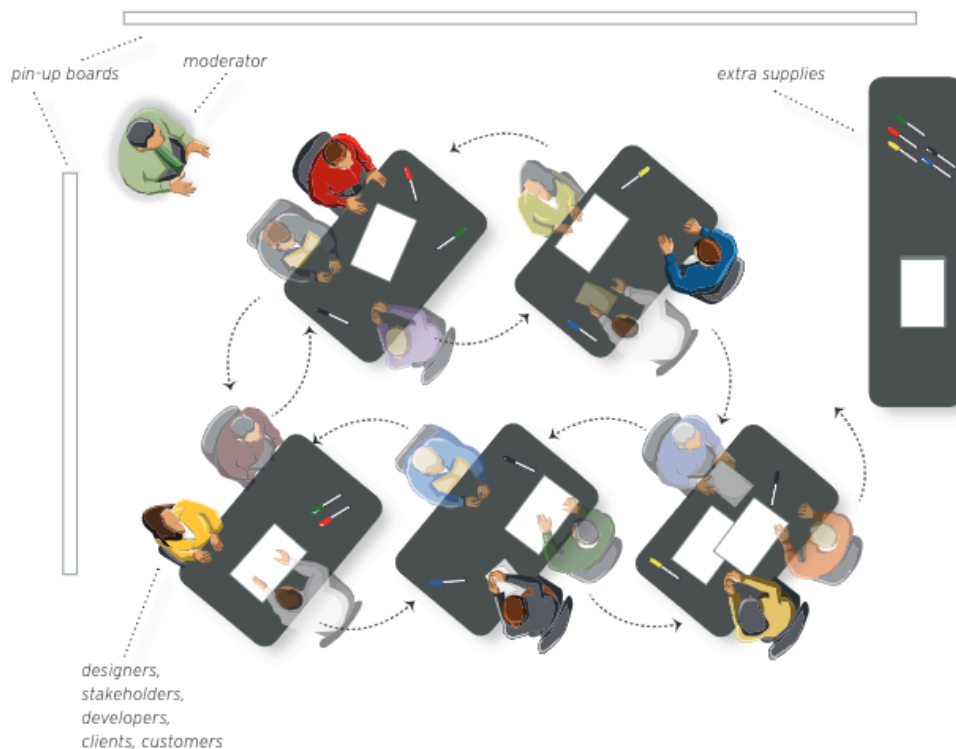 pin-up boards
moderator
extra supplies
designers,
stakeholders,
developers,
clients, customers